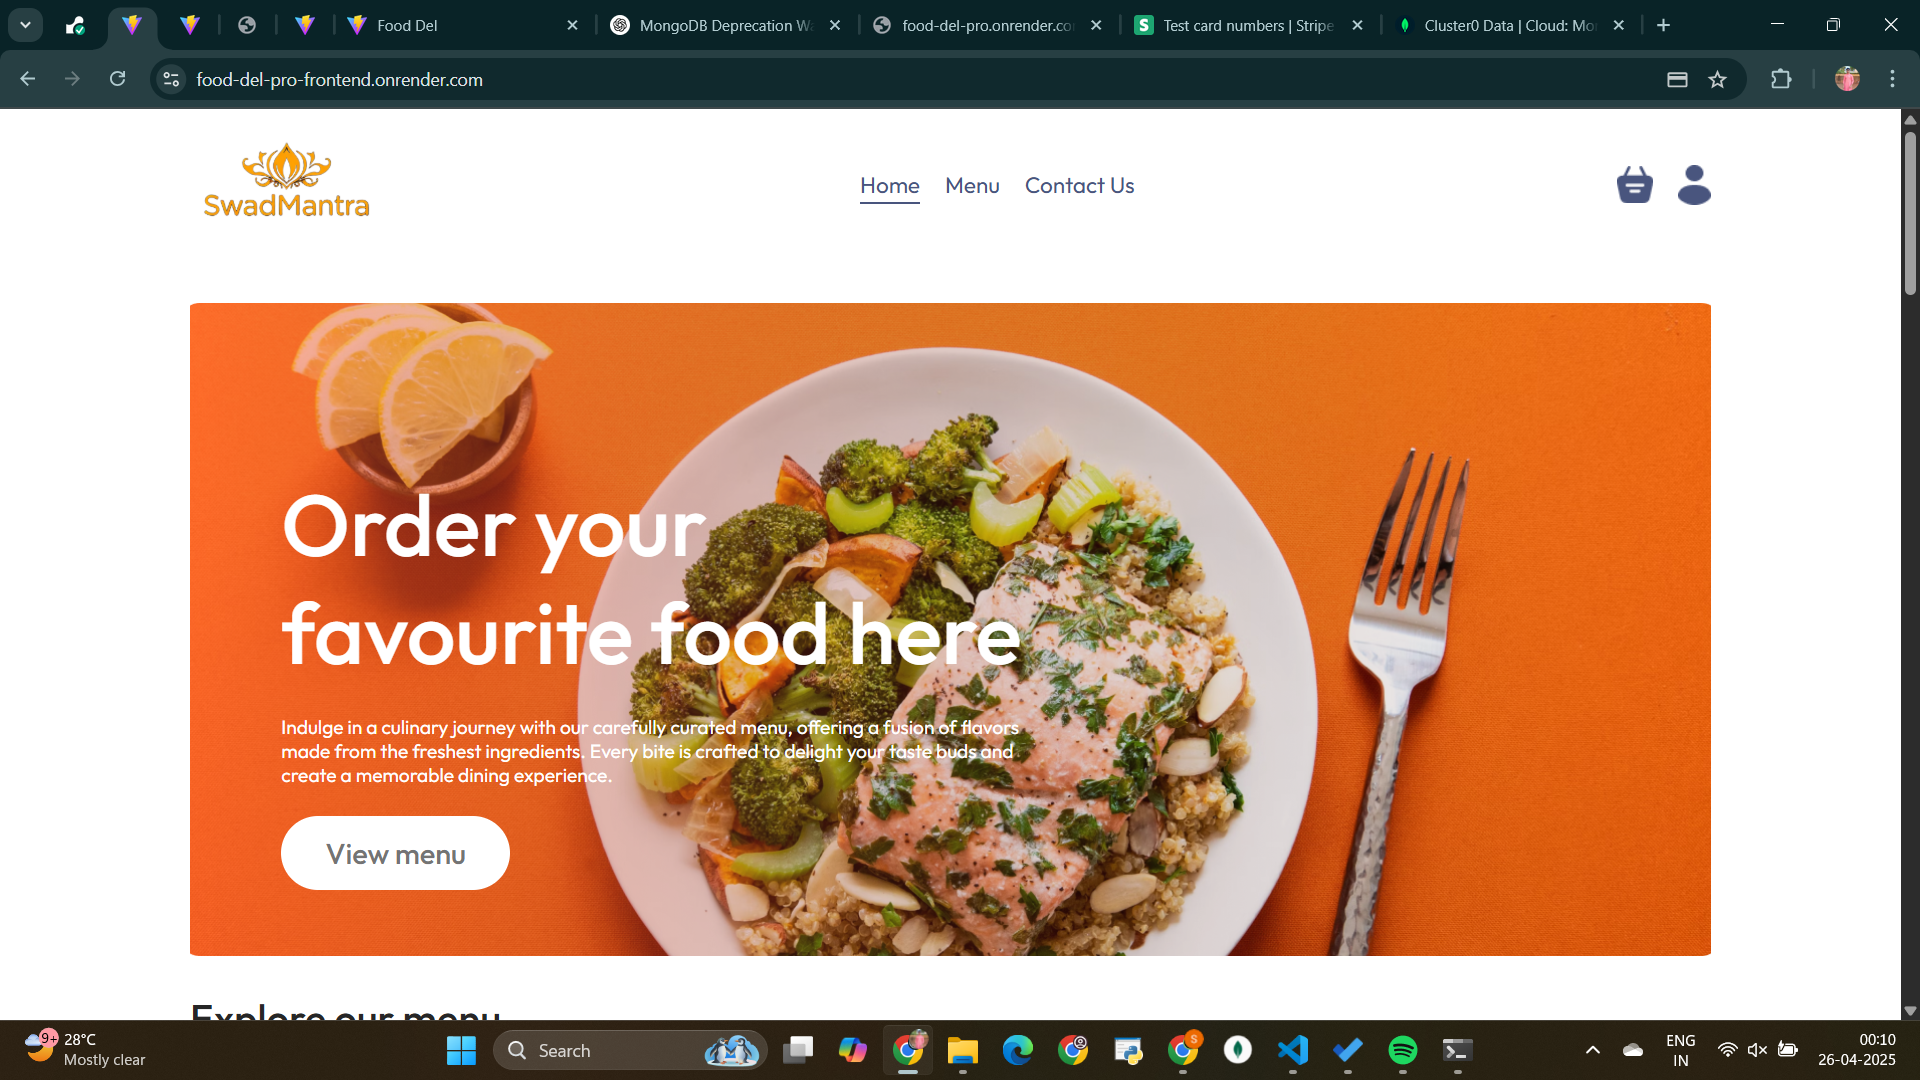 Food Del
MongoDB Deprecation Wa
food-del-pro.onrender.co
Test card numbers | Stripe
Cluster0 Data | Cloud: Mo
food-del-pro-frontend.onrender.com
SwadMantra
Home
Menu
Contact Us
Order your
favourite food here
Indulge in a culinary journey with our carefully curated menu, offering a fusion of flavors
made from the freshest ingredients. Every bite is crafted to delight your taste buds and
create a memorable dining experience.
View menu
Explore our menu
9+
28°C
Mostly clear
Search
S
ENG
IN
00:10
26-04-2025